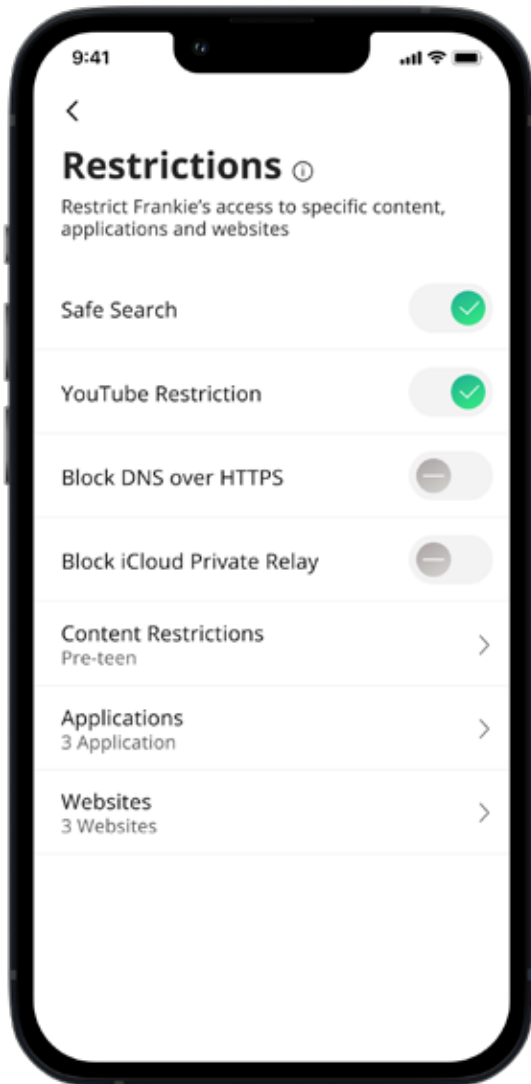 9:41
Restrictions
Restrict Frankie's access to specific content,
applications and websites
Safe Search
YouTube Restriction
Block DNS over HTTPS
Block iCloud Private Relay
Content Restrictions
Pre-teen
Applications
3 Application
Websites
3 Websites